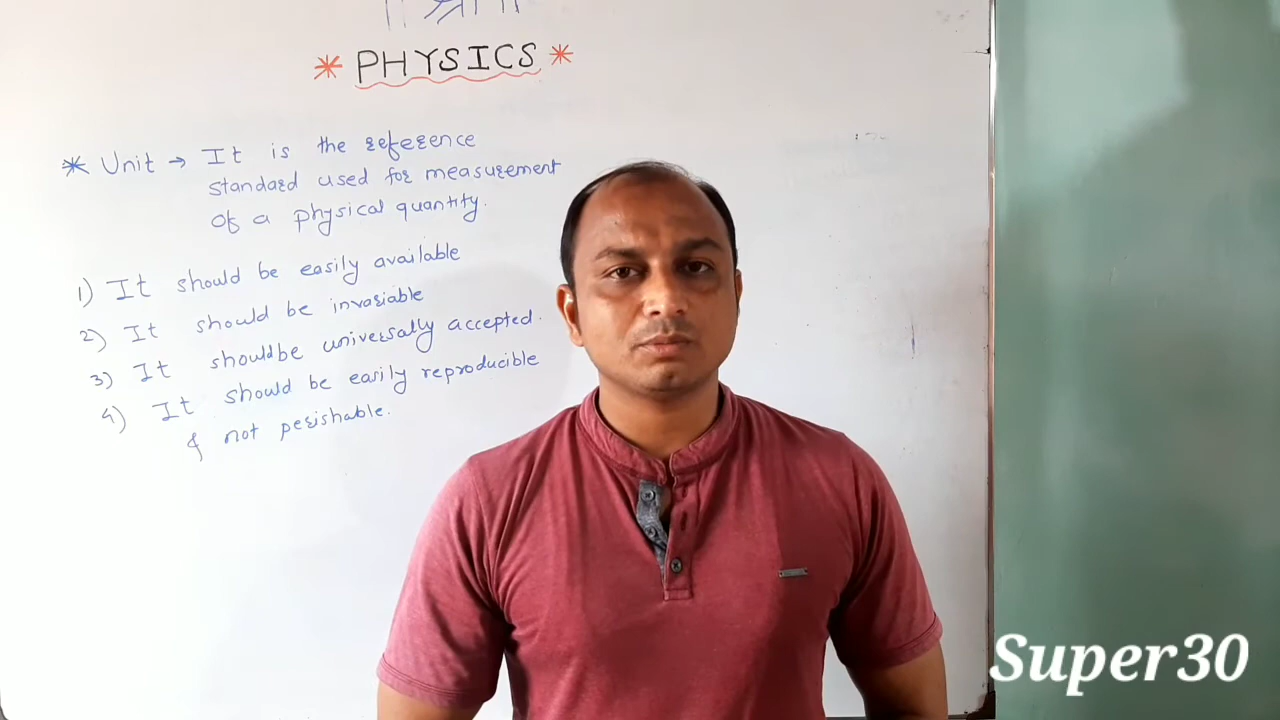 * PHYSICS *
* Unit → It is the reference
standard used for measurement
of a physical quantity.
1) It should be easily available
2) It should be invariable
3) It shouldbe universally accepted.
4) It should be easily reproducible
& not perishable.
Super30